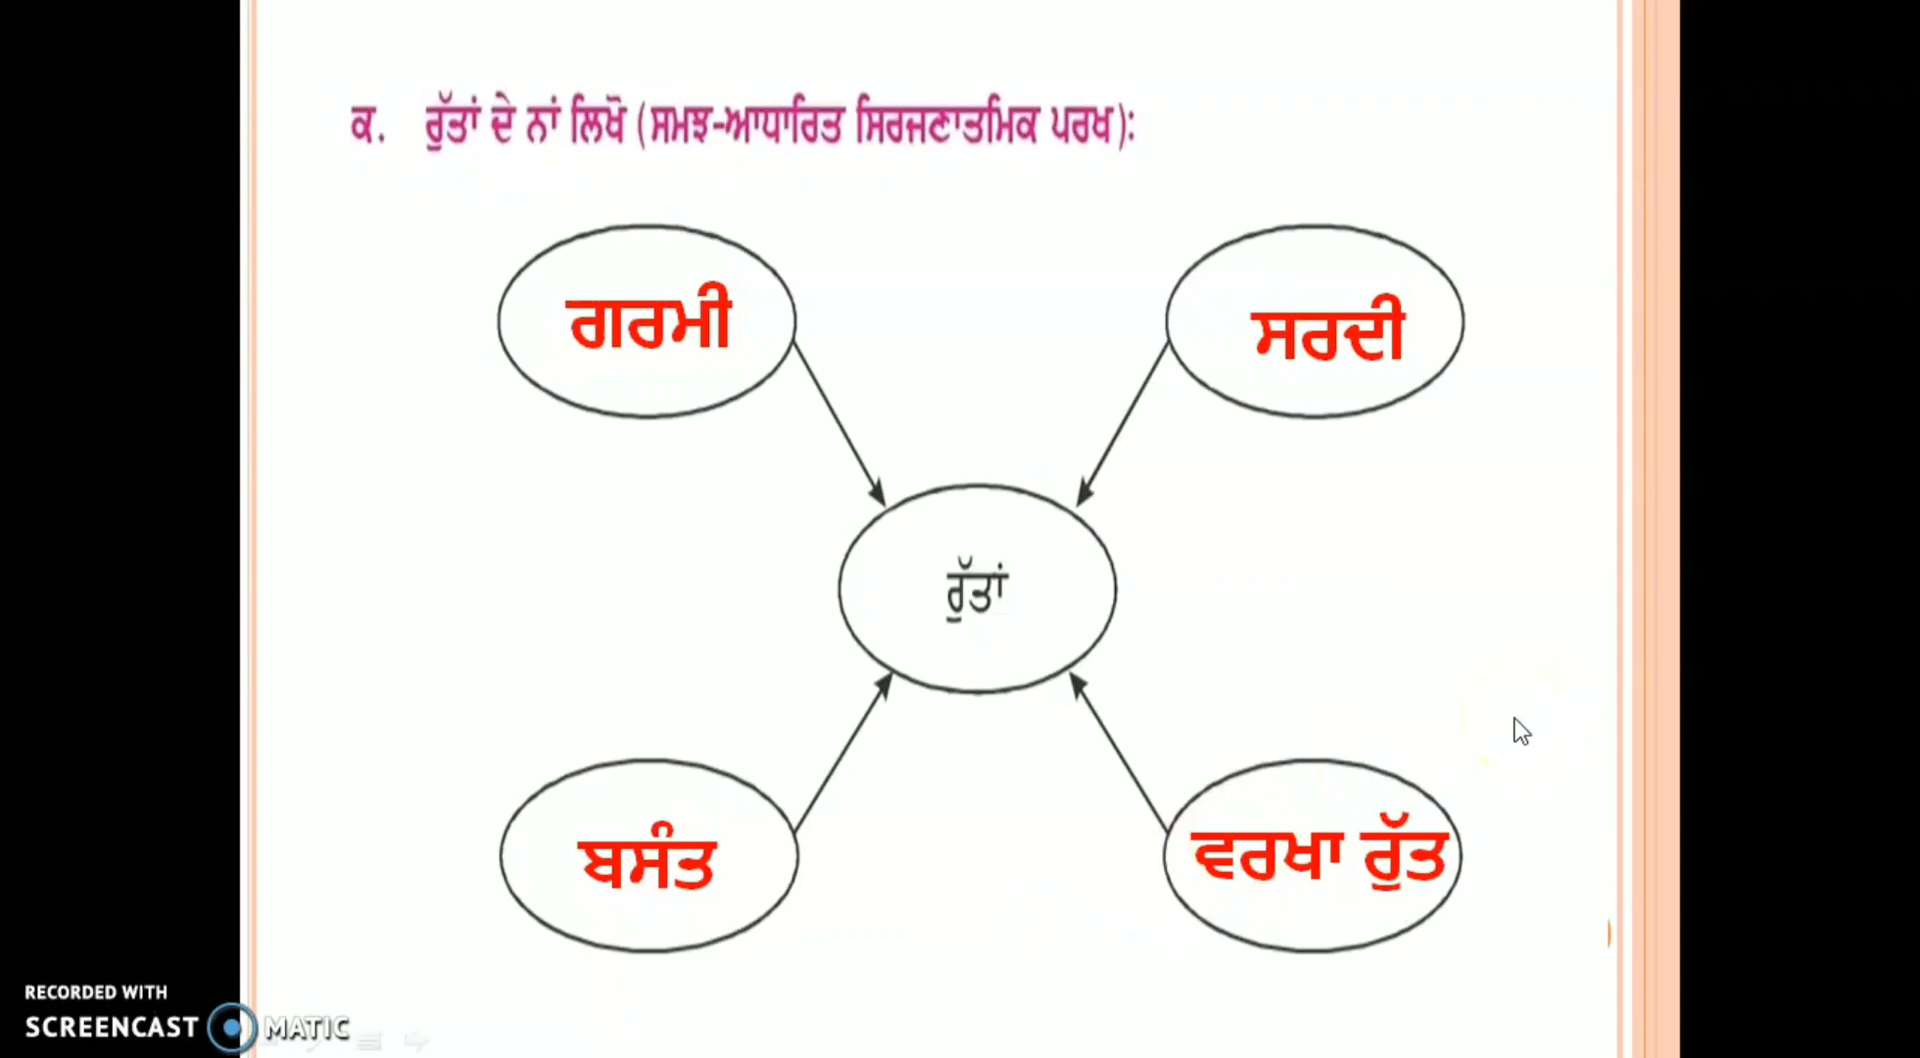 ਕ. ਰੁੱਤਾਂ ਦੇ ਨਾਂ ਲਿਖੋ (ਸਮਝ-ਆਧਾਰਿਤ ਸਿਰਜਣਾਤਮਿਕ ਪਰਖ):
ਗਰਮੀ
ਸਰਦੀ
ਰੁੱਤਾਂ
ਬਸੰਤ
ਵਰਖਾ ਰੁੱਤ
RECORDED WITH
SCREENCAST MATIC